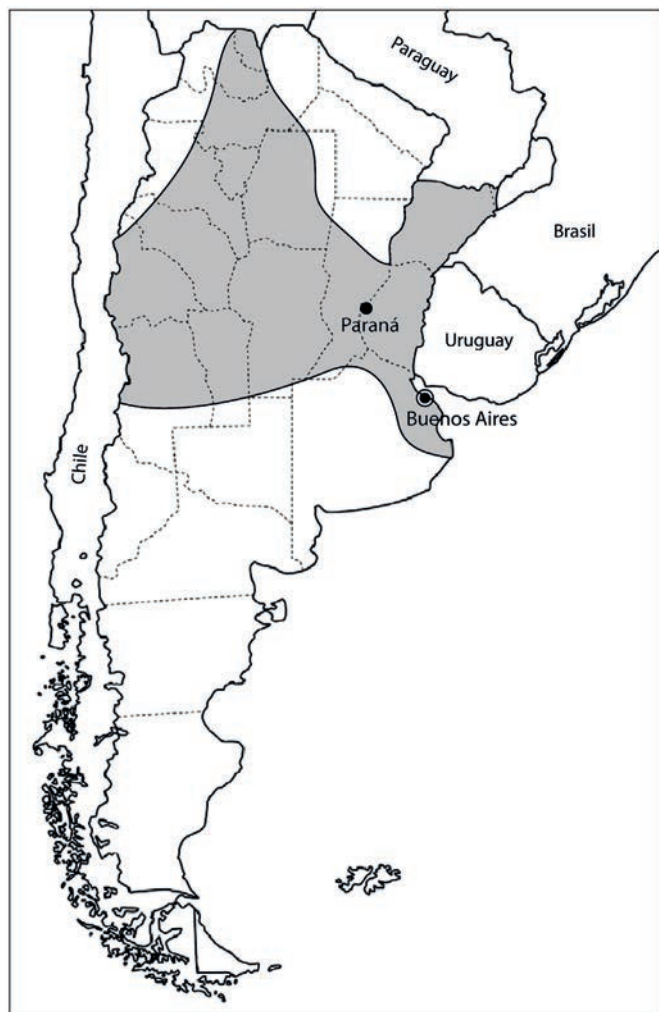 Paraguay
Brasil
Paraná
Uruguay
Buenos Aires
Chile